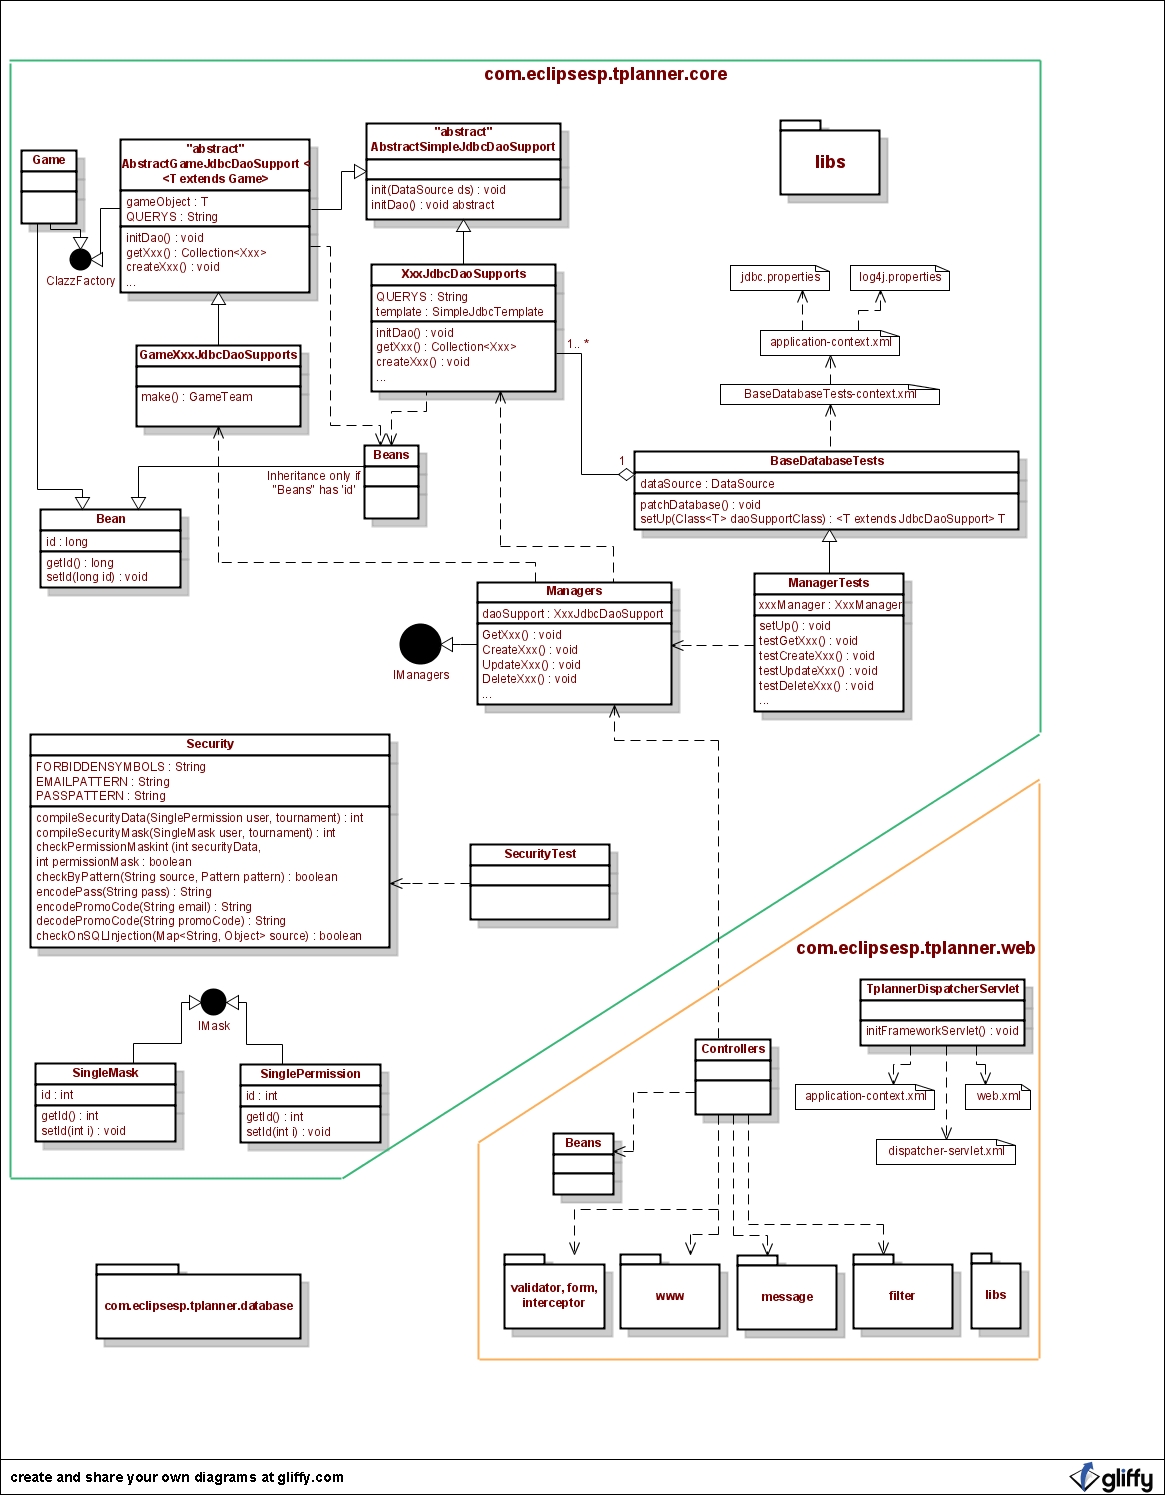 com.eclipsesp.tplanner.core
Game
"abstract"
AbstractGameJdbcDaoSupport <
<T extends Game>
gameObject : T
QUERYS : String
initDao() : void
getXxx() : Collection<Xxx>
createXxx() : void
...
"abstract"
AbstractSimpleJdbcDaoSupport
init(DataSource ds) : void
initDao() : void abstract
libs
ClazzFactory
XxxJdbcDaoSupports
QUERYS : String
template : SimpleJdbcTemplate
initDao() : void
getXxx() : Collection<Xxx>
createXxx() : void
...
jdbc.properties
log4j.properties
application-context.xml
BaseDatabaseTests-context.xml
GameXxxJdbcDaoSupports
make() : GameTeam
1.. *
1
Beans
Inheritance only if
"Beans" has 'id'
BaseDatabaseTests
dataSource : DataSource
patchDatabase() : void
setUp(Class<T> daoSupportClass) : <T extends JdbcDaoSupport> T
Bean
id : long
getId() : long
setId(long id) : void
Managers
daoSupport : XxxJdbcDaoSupport
GetXxx() : void
CreateXxx() : void
UpdateXxx() : void
DeleteXxx() : void
...
IManagers
ManagerTests
xxxManager : XxxManager
setUp() : void
testGetXxx() : void
testCreateXxx() : void
testUpdateXxx() : void
testDeleteXxx() : void
...
Security
FORBIDDENSYMBOLS : String
EMAILPATTERN : String
PASSPATTERN : String
compileSecurityData(SinglePermission user, tournament) : int
compileSecurityMask(SingleMask user, tournament) : int
checkPermissionMaskint (int securityData,
int permissionMask : boolean
checkByPattern(String source, Pattern pattern) : boolean
encodePass(String pass) : String
encodePromoCode(String email) : String
decodePromoCode(String promoCode) : String
checkOnSQLInjection(Map<String, Object> source) : boolean
SecurityTest
com.eclipsesp.tplanner.web
TplannerDispatcherServlet
initFrameworkServlet() : void
application-context.xml
web.xml
dispatcher-servlet.xml
IMask
SingleMask
id : int
getId() : int
setId(int i) : void
SinglePermission
id : int
getId() : int
setId(int i) : void
Controllers
Beans
validator, form,
interceptor
www
message
filter
libs
com.eclipsesp.tplanner.database
create and share your own diagrams at gliffy.com
gliffy